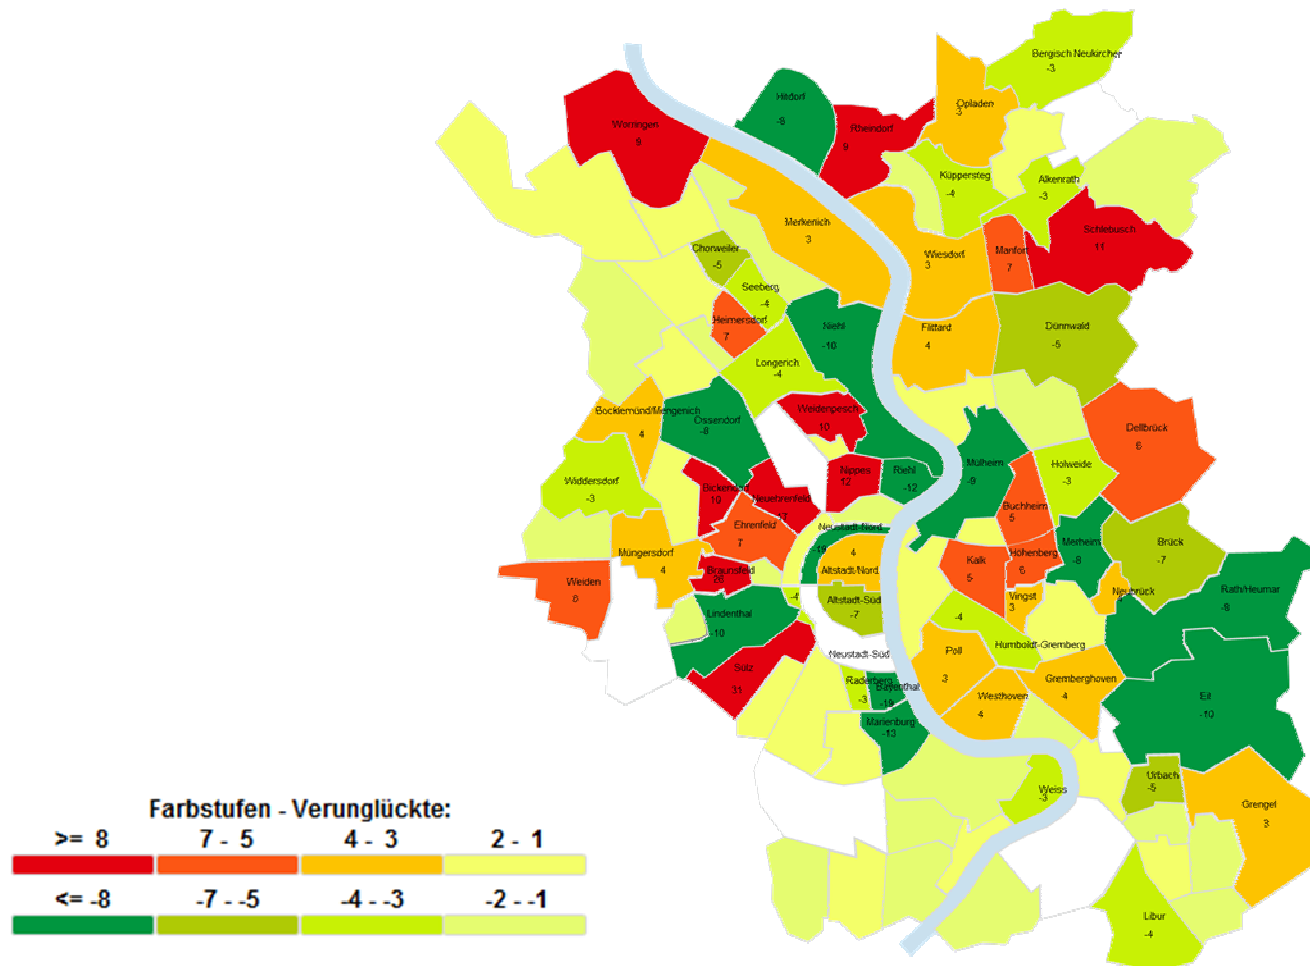 Bergisch Neukircher
-3
Hitdorf
Opladen
3
Worringen
9
Rheindorf
9
Küppersteg
-4
Alkenrath
-3
Merkenich
3
Schlebusch
11
Chorweiler
-5
Wiesdorf
3
Manfort
7
Seeberg
-4
Heimersdorf
7
Niehl
-10
Flittard
4
Dünnwald
-5
Longerich
-4
Bocklemünd/Mengenich
4
Ossendorf
-8
Weidenpesch
10
Dellbrück
6
Widdersdorf
-3
Bickendorf
10
Neuehrenfeld
Nippes
12
Riehl
-12
Mülheim
-9
Holweide
-3
Buchheim
5
Ehrenfeld
7
Neustadt-Nord
-19
Müngersdorf
4
4
Altstadt/Nord
Kalk
5
Höhenberg
6
Merheim
-8
Brück
-7
Weiden
Braunsfeld
26
Altstadt-Süd
-7
Vingst
3
Neubrück
Rath/Heumar
Lindenthal
-10
-4
-4
Humboldt-Gremberg
Sülz
31
Neustadt-Süd
Poll
3
Raderberg
-3
Bayenthal
-19
Westhoven
4
Gremberghoven
4
Eil
-10
Marienburg
-13
Weiss
-3
Urbach
-5
Grengel
3
Libur
-4
Farbstufen - Verunglückte:
>= 8 7 - 5 4 - 3 2 - 1
<= -8 -7 - -5 -4 - -3 -2 - -1